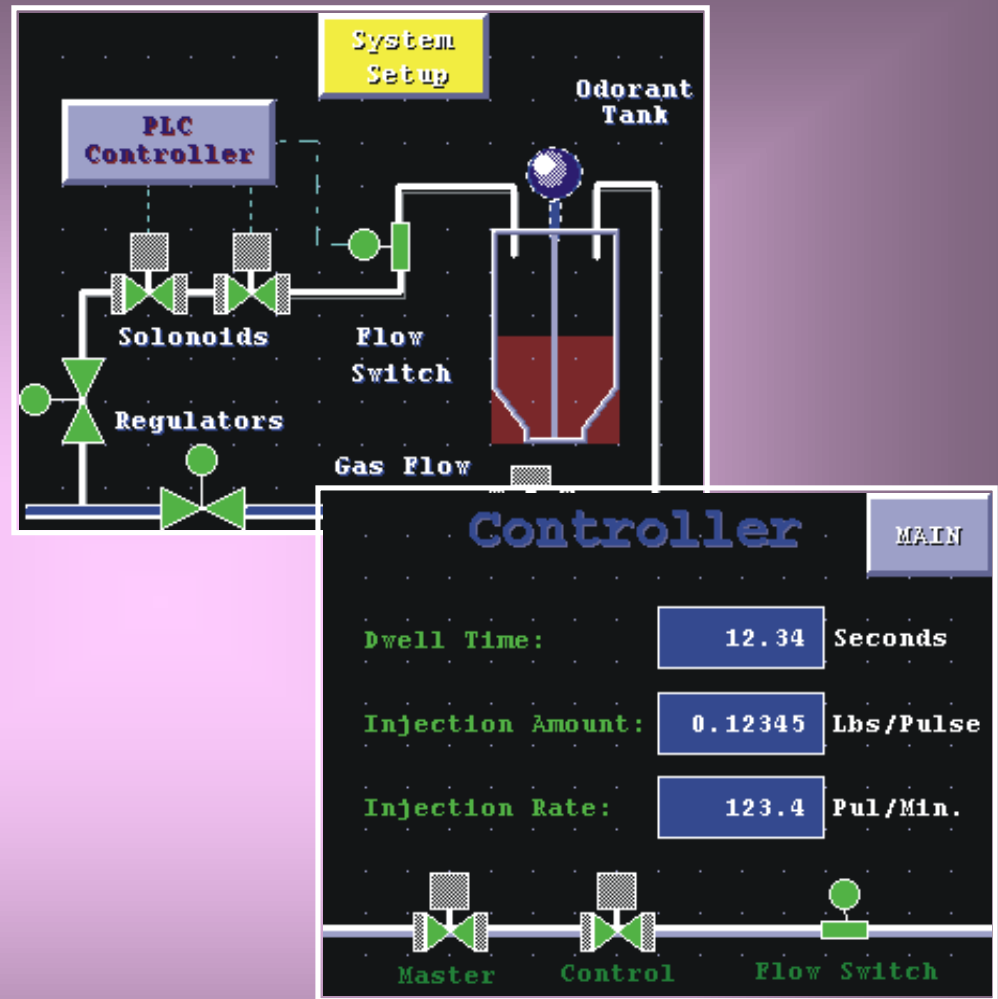 System
Setup
Odorant
Tank
PLC
Controller
Solonoids
Flow
Switch
Regulators
Gas Flow
Controller
MAIN
Dwell Time: 12.34 Seconds
Injection Amount: 0.12345 Lbs/Pulse
Injection Rate: 123.4 Pul/Min.
Master Control Flow Switch